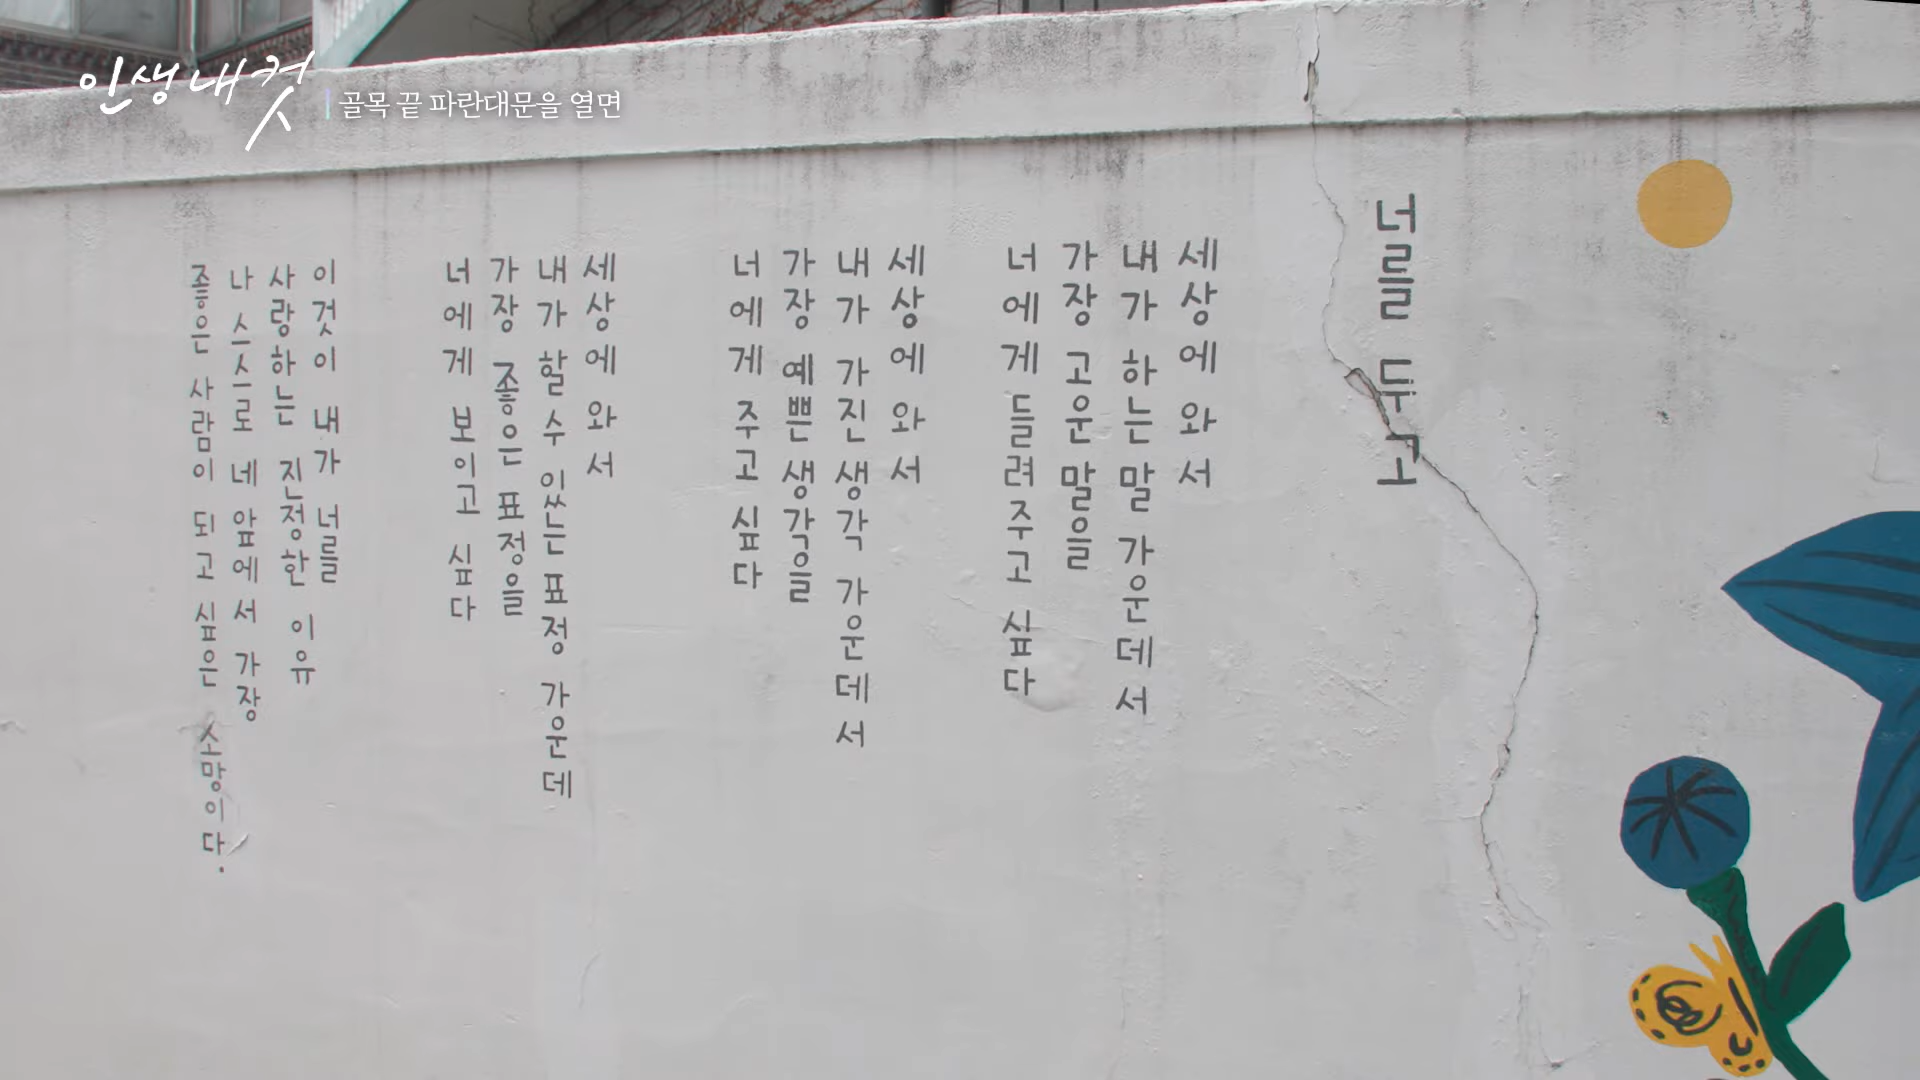 인생내컷
골목 끝 파란대문을 열면
너를 두고
세상에 와서
내가 하는 말 가운데서
가장 고운 말을
너에게 들려주고 싶다
세상에 와서
내가 가진 생각 가운데서
가장 예쁜 생각을
너에게 주고 싶다
세상에 와서
내가 할 수 있는 표정 가운데
가장 좋은 표정을
너에게 보이고 싶다
이것이 내가 너를
사랑하는 진정한 이유
나 스스로 네 앞에서 가장
좋은 사람이 되고 싶은 소망이다.